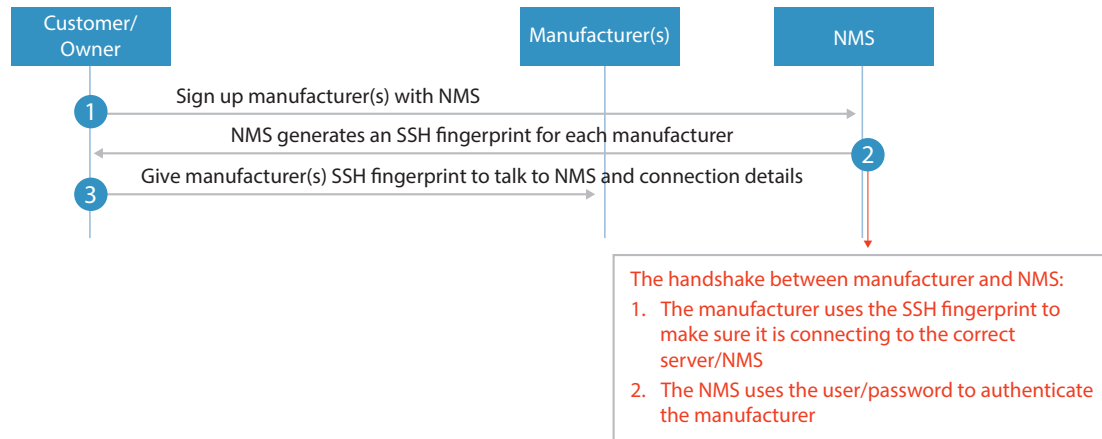 Customer/
Owner
Manufacturer(s)
NMS
Sign up manufacturer(s) with NMS
1
NMS generates an SSH fingerprint for each manufacturer
2
Give manufacturer(s) SSH fingerprint to talk to NMS and connection details
3
The handshake between manufacturer and NMS:
1. The manufacturer uses the SSH fingerprint to
make sure it is connecting to the correct
server/NMS
2. The NMS uses the user/password to authenticate
the manufacturer